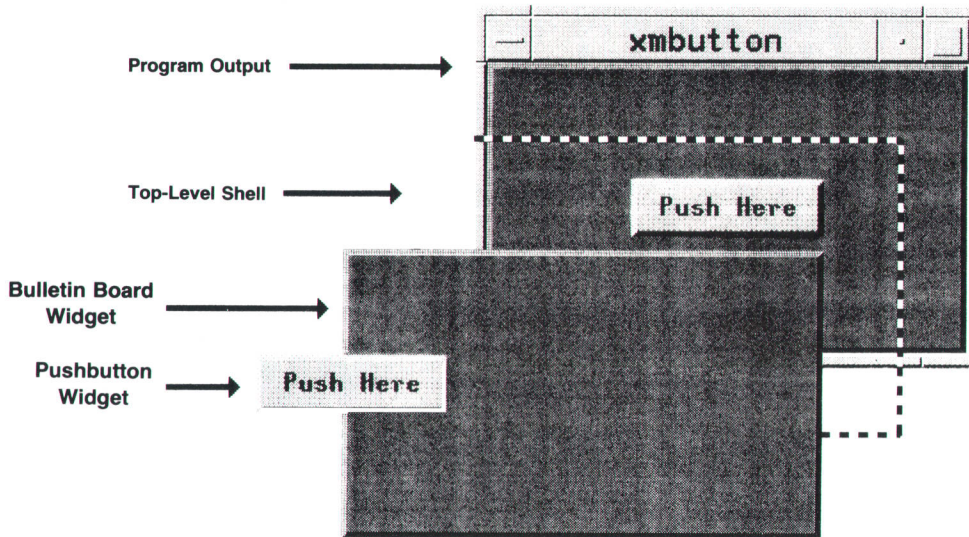 xmbutton
Program Output
Top-Level Shell
Push Here
Bulletin Board
Widget
Pushbutton
Widget
Push Here